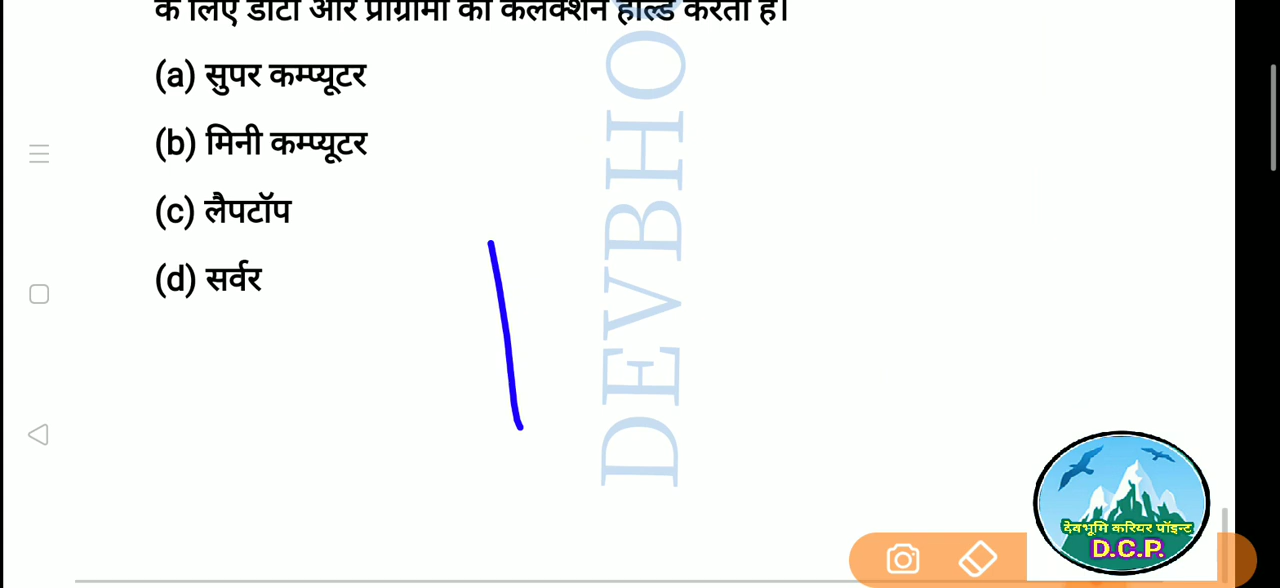 के लिए डाटा और प्रोग्रामों का कलेक्शन होल्ड करता है।
(a) सुपर कम्प्यूटर
(b) मिनी कम्प्यूटर
(c) लैपटॉप
(d) सर्वर
DEVBHO
देवभूमि करियर पॉइन्ट
D.C.P.